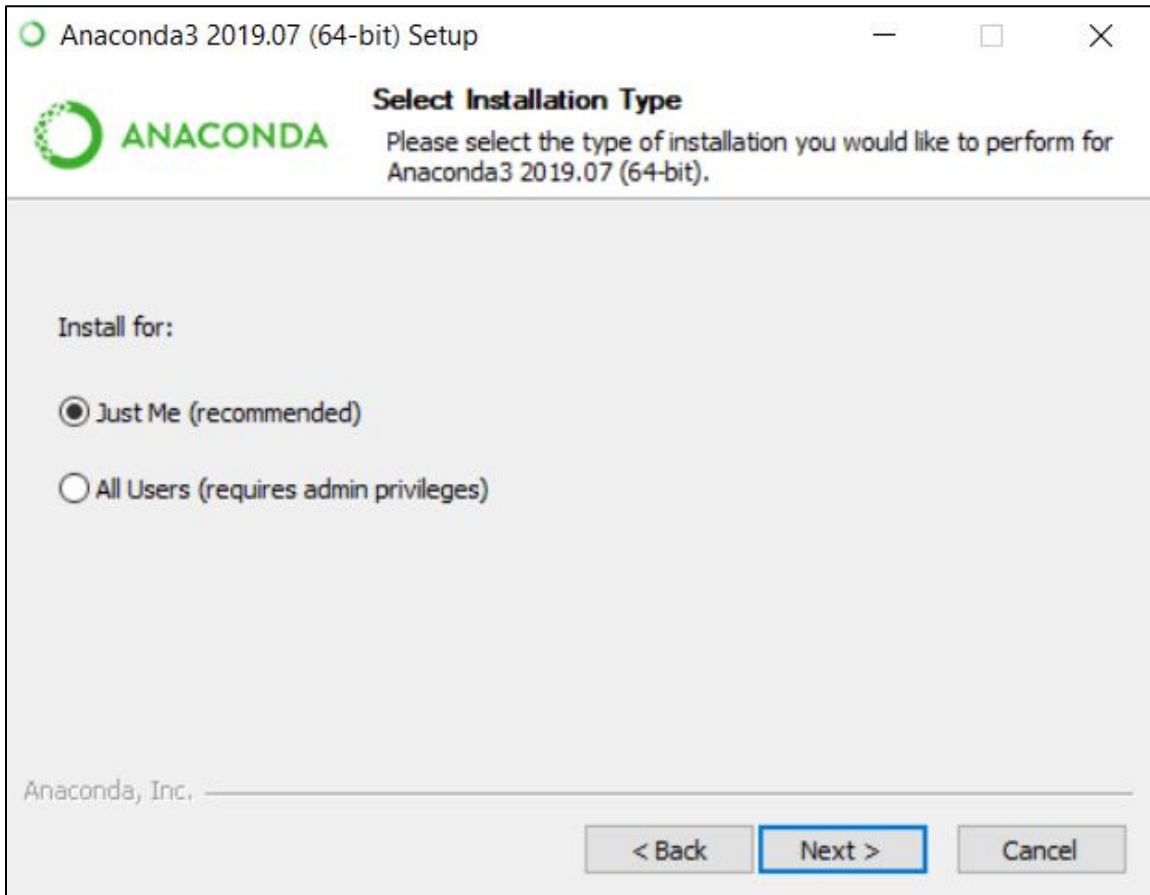 Anaconda3 2019.07 (64-bit) Setup
ANACONDA
Select Installation Type
Please select the type of installation you would like to perform for
Anaconda3 2019.07 (64-bit).
Install for:
Just Me (recommended)
All Users (requires admin privileges)
Anaconda, Inc.
< Back
Next >
Cancel